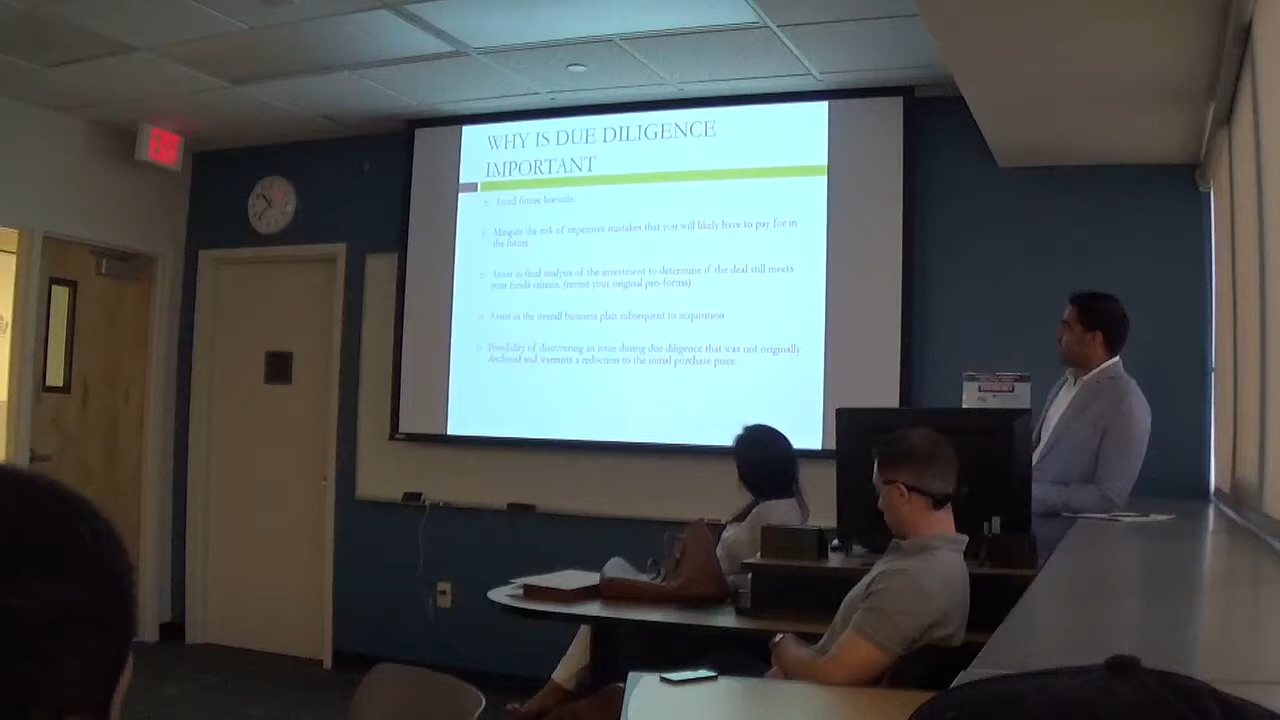 EXIT
WHY IS DUE DILIGENCE
IMPORTANT
Avoid future lawsuits
Mitigate the risk of expensive mistakes that you will likely have to pay for in
the future
Assist in final analysis of the investment to determine if the deal still meets
your funds criteria. (revisit your original pro-forma)
Assist in the overall business plan subsequent to acquisition
Possibility of discovering an issue during due diligence that was not originally
disclosed and warrants a reduction to the initial purchase price.